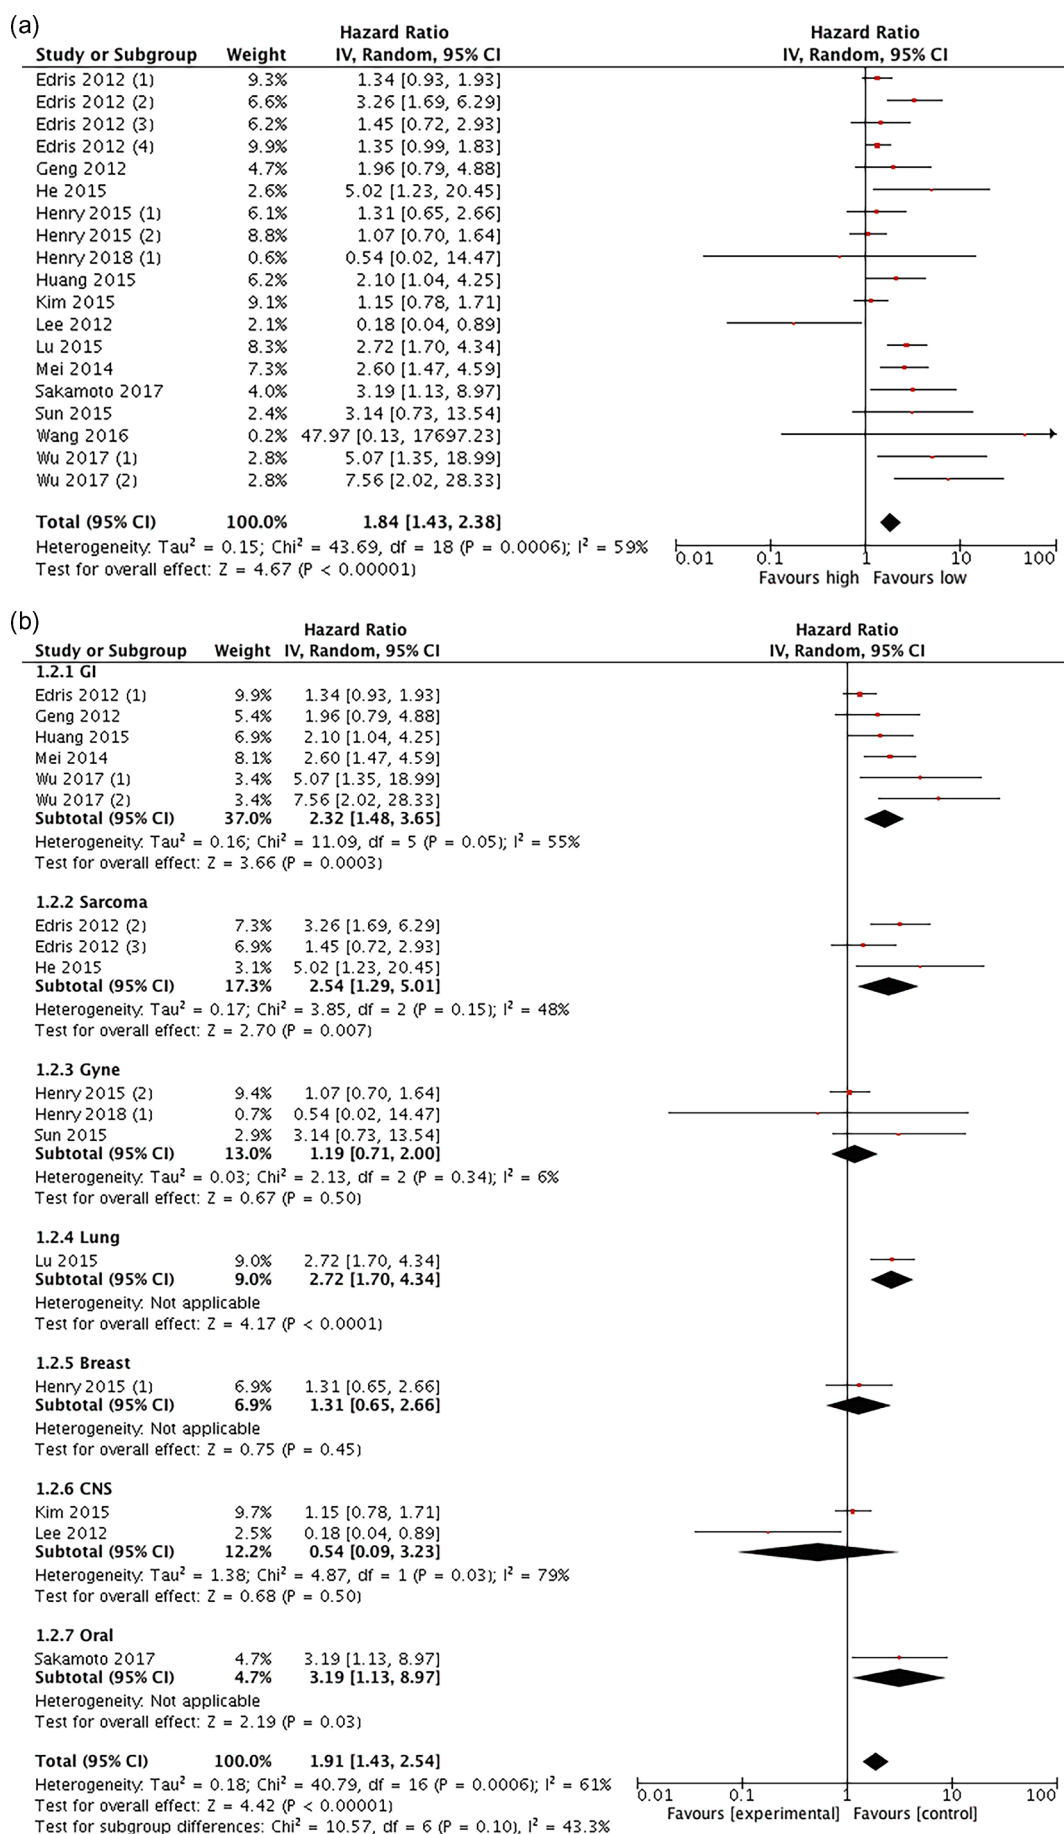 (a)
Hazard Ratio Hazard Ratio
Study or Subgroup Weight IV, Random, 95% CI IV, Random, 95% CI
Edris 2012 (1) 9.3% 1.34 [0.93, 1.93]
Edris 2012 (2) 6.6% 3.26 [1.69, 6.29]
Edris 2012 (3) 6.2% 1.45 [0.72, 2.93]
Edris 2012 (4) 9.9% 1.35 [0.99, 1.83]
Geng 2012 4.7% 1.96 [0.79, 4.88]
He 2015 2.6% 5.02 [1.23, 20.45]
Henry 2015 (1) 6.1% 1.31 [0.65, 2.66]
Henry 2015 (2) 8.8% 1.07 [0.70, 1.64]
Henry 2018 (1) 0.6% 0.54 [0.02, 14.47]
Huang 2015 6.2% 2.10 [1.04, 4.25]
Kim 2015 9.1% 1.15 [0.78, 1.71]
Lee 2012 2.1% 0.18 [0.04, 0.89]
Lu 2015 8.3% 2.72 [1.70, 4.34]
Mei 2014 7.3% 2.60 [1.47, 4.59]
Sakamoto 2017 4.0% 3.19 [1.13, 8.97]
Sun 2015 2.4% 3.14 [0.73, 13.54]
Wang 2016 0.2% 47.97 [0.13, 17697.23]
Wu 2017 (1) 2.8% 5.07 [1.35, 18.99]
Wu 2017 (2) 2.8% 7.56 [2.02, 28.33]
Total (95% CI) 100.0% 1.84 [1.43, 2.38]
Heterogeneity: Tau² = 0.15; Chi² = 43.69, df = 18 (P = 0.0006); I² = 59%
Test for overall effect: Z = 4.67 (P < 0.00001)
0.01 0.1 1 10 100
Favours high Favours low
(b)
Hazard Ratio Hazard Ratio
Study or Subgroup Weight IV, Random, 95% CI IV, Random, 95% CI
1.2.1 GI
Edris 2012 (1) 9.9% 1.34 [0.93, 1.93]
Geng 2012 5.4% 1.96 [0.79, 4.88]
Huang 2015 6.9% 2.10 [1.04, 4.25]
Mei 2014 8.1% 2.60 [1.47, 4.59]
Wu 2017 (1) 3.4% 5.07 [1.35, 18.99]
Wu 2017 (2) 3.4% 7.56 [2.02, 28.33]
Subtotal (95% CI) 37.0% 2.32 [1.48, 3.65]
Heterogeneity: Tau² = 0.16; Chi² = 11.09, df = 5 (P = 0.05); I² = 55%
Test for overall effect: Z = 3.66 (P = 0.0003)
1.2.2 Sarcoma
Edris 2012 (2) 7.3% 3.26 [1.69, 6.29]
Edris 2012 (3) 6.9% 1.45 [0.72, 2.93]
He 2015 3.1% 5.02 [1.23, 20.45]
Subtotal (95% CI) 17.3% 2.54 [1.29, 5.01]
Heterogeneity: Tau² = 0.17; Chi² = 3.85, df = 2 (P = 0.15); I² = 48%
Test for overall effect: Z = 2.70 (P = 0.007)
1.2.3 Gyne
Henry 2015 (2) 9.4% 1.07 [0.70, 1.64]
Henry 2018 (1) 0.7% 0.54 [0.02, 14.47]
Sun 2015 2.9% 3.14 [0.73, 13.54]
Subtotal (95% CI) 13.0% 1.19 [0.71, 2.00]
Heterogeneity: Tau² = 0.03; Chi² = 2.13, df = 2 (P = 0.34); I² = 6%
Test for overall effect: Z = 0.67 (P = 0.50)
1.2.4 Lung
Lu 2015 9.0% 2.72 [1.70, 4.34]
Subtotal (95% CI) 9.0% 2.72 [1.70, 4.34]
Heterogeneity: Not applicable
Test for overall effect: Z = 4.17 (P < 0.0001)
1.2.5 Breast
Henry 2015 (1) 6.9% 1.31 [0.65, 2.66]
Subtotal (95% CI) 6.9% 1.31 [0.65, 2.66]
Heterogeneity: Not applicable
Test for overall effect: Z = 0.75 (P = 0.45)
1.2.6 CNS
Kim 2015 9.7% 1.15 [0.78, 1.71]
Lee 2012 2.5% 0.18 [0.04, 0.89]
Subtotal (95% CI) 12.2% 0.54 [0.09, 3.23]
Heterogeneity: Tau² = 1.38; Chi² = 4.87, df = 1 (P = 0.03); I² = 79%
Test for overall effect: Z = 0.68 (P = 0.50)
1.2.7 Oral
Sakamoto 2017 4.7% 3.19 [1.13, 8.97]
Subtotal (95% CI) 4.7% 3.19 [1.13, 8.97]
Heterogeneity: Not applicable
Test for overall effect: Z = 2.19 (P = 0.03)
Total (95% CI) 100.0% 1.91 [1.43, 2.54]
Heterogeneity: Tau² = 0.18; Chi² = 40.79, df = 16 (P = 0.0006); I² = 61%
Test for overall effect: Z = 4.42 (P < 0.00001)
Test for subgroup differences: Chi² = 10.57, df = 6 (P = 0.10), I² = 43.3%
0.01 0.1 1 10 100
Favours [experimental] Favours [control]